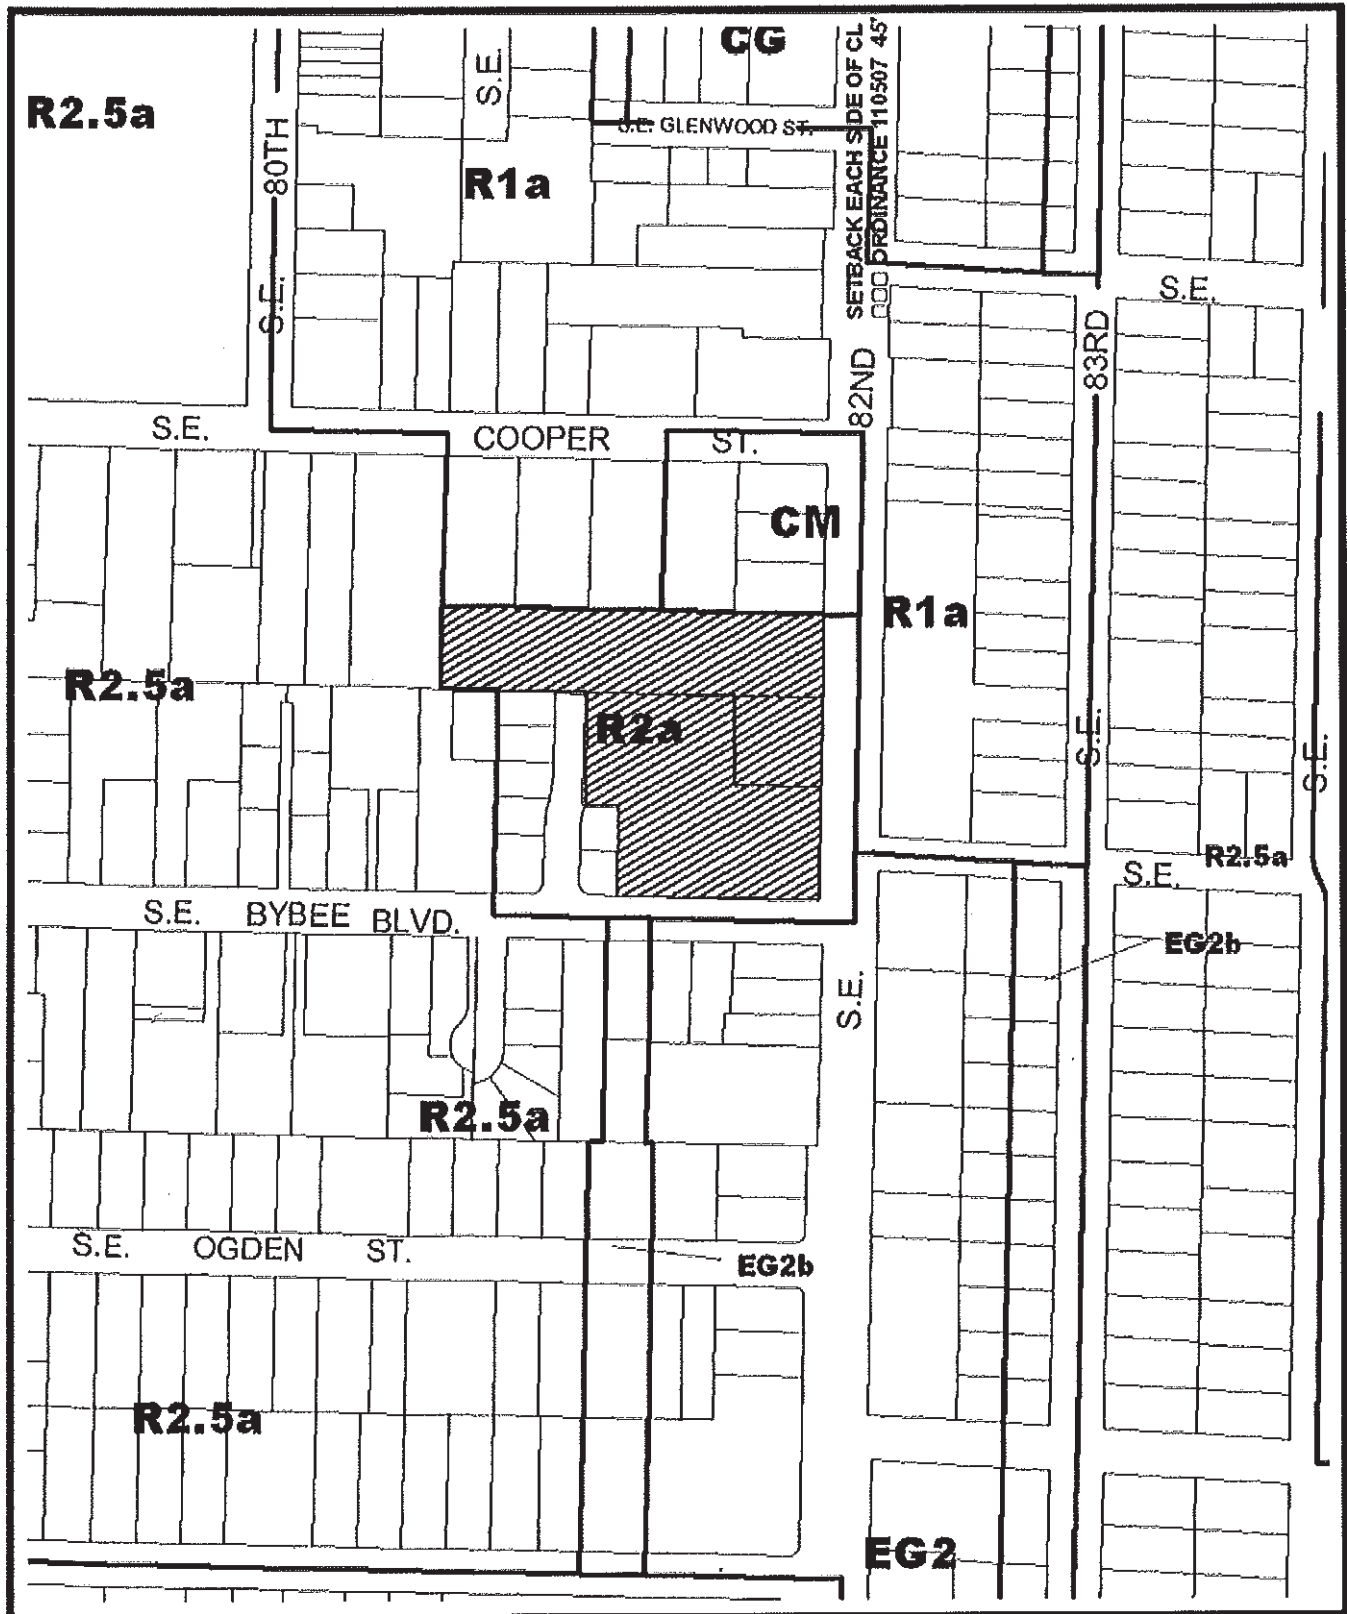 CG
R2.5a
S.E.
S.E. GLENWOOD ST.
SETBACK EACH SIDE OF CL
ORDINANCE 110507 45'
80TH
S.E.
R1a
S.E.
83RD
82ND
S.E.
COOPER
ST.
CM
R1a
R2.5a
R2a
S.E.
S.E.
R2.5a
S.E.
S.E.
BYBEE
BLVD.
EG2b
S.E.
R2.5a
S.E.
OGDEN
ST.
EG2b
R2.5a
EG2